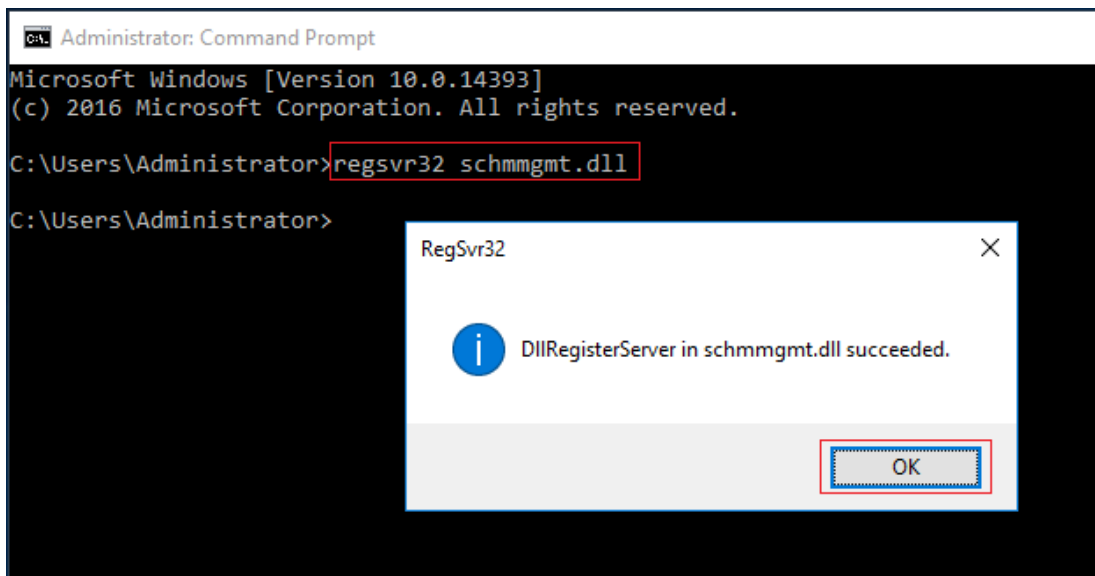 Administrator: Command Prompt
Microsoft Windows [Version 10.0.14393]
(c) 2016 Microsoft Corporation. All rights reserved.
C:\Users\Administrator>regsvr32 schmmgmt.dll
C:\Users\Administrator>
RegSvr32
DllRegisterServer in schmmgmt.dll succeeded.
OK